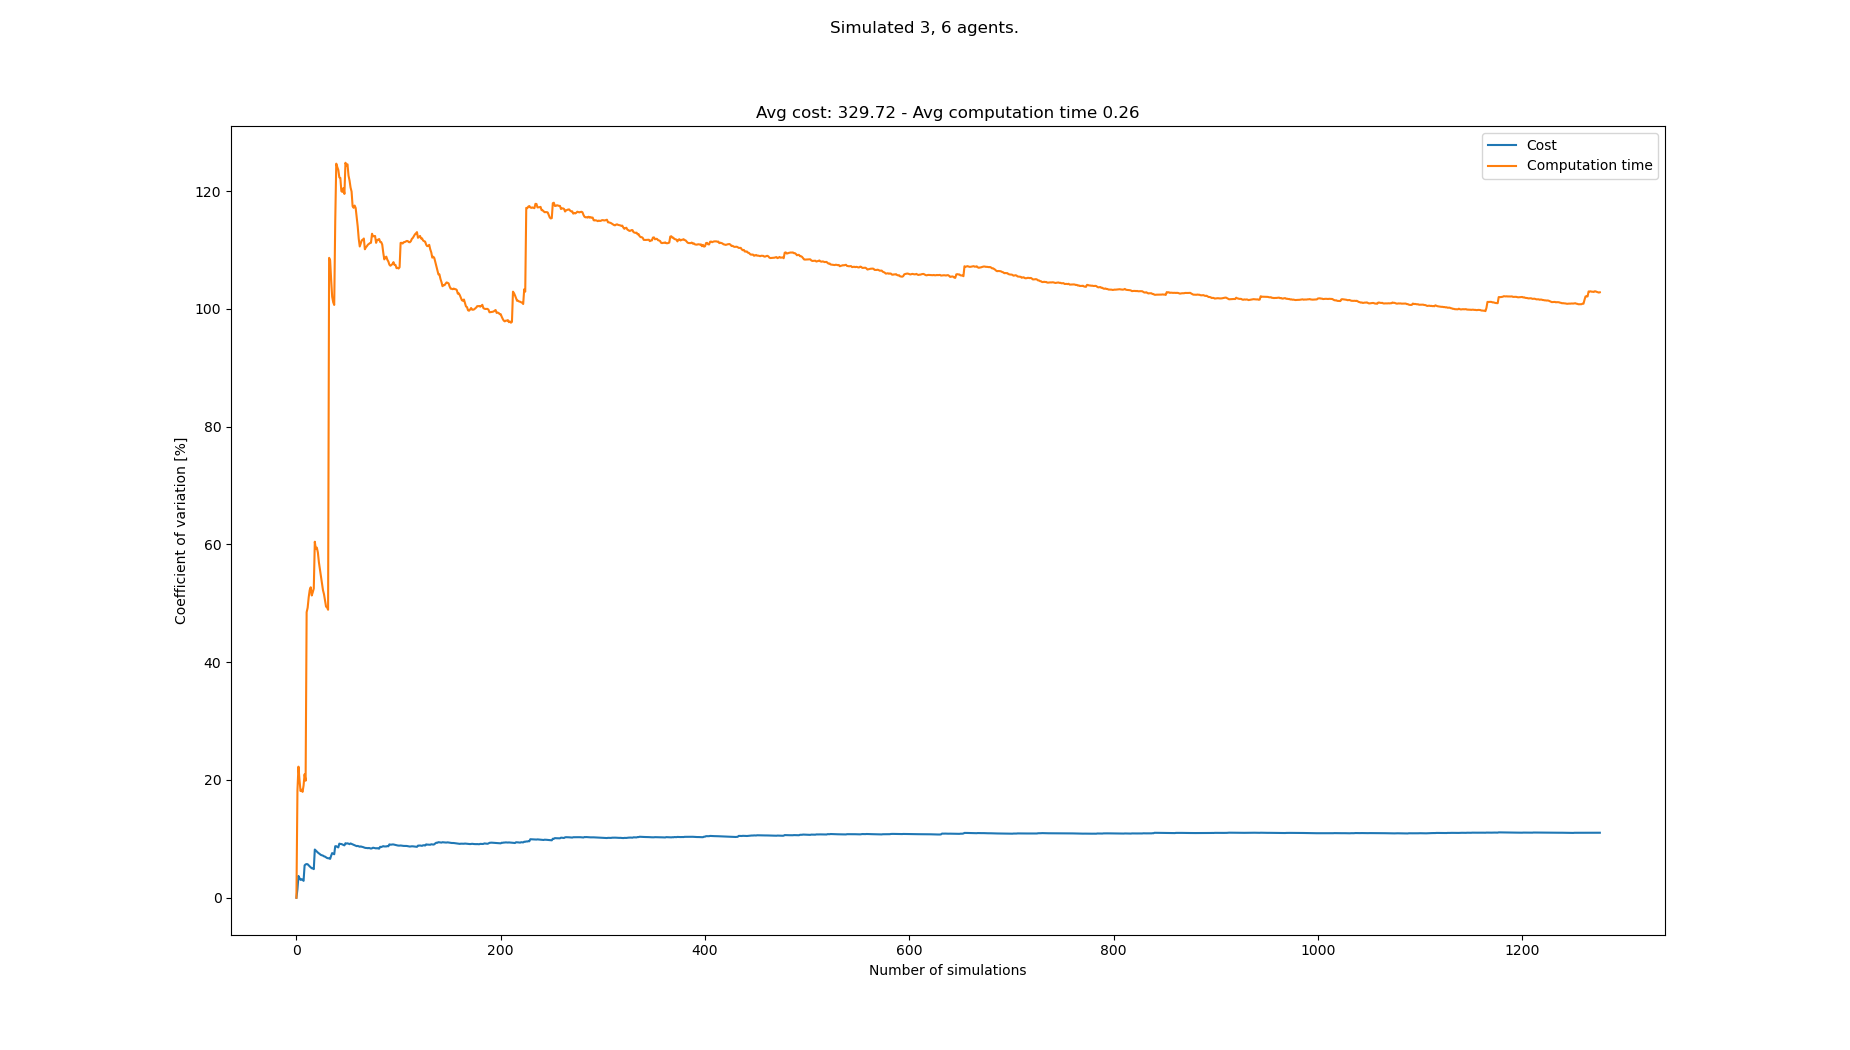 Simulated 3, 6 agents.
Avg cost: 329.72 - Avg computation time 0.26
Cost
Computation time
Coefficient of variation [%]
120
100
80
60
40
20
0
0 200 400 600 800 1000 1200
Number of simulations